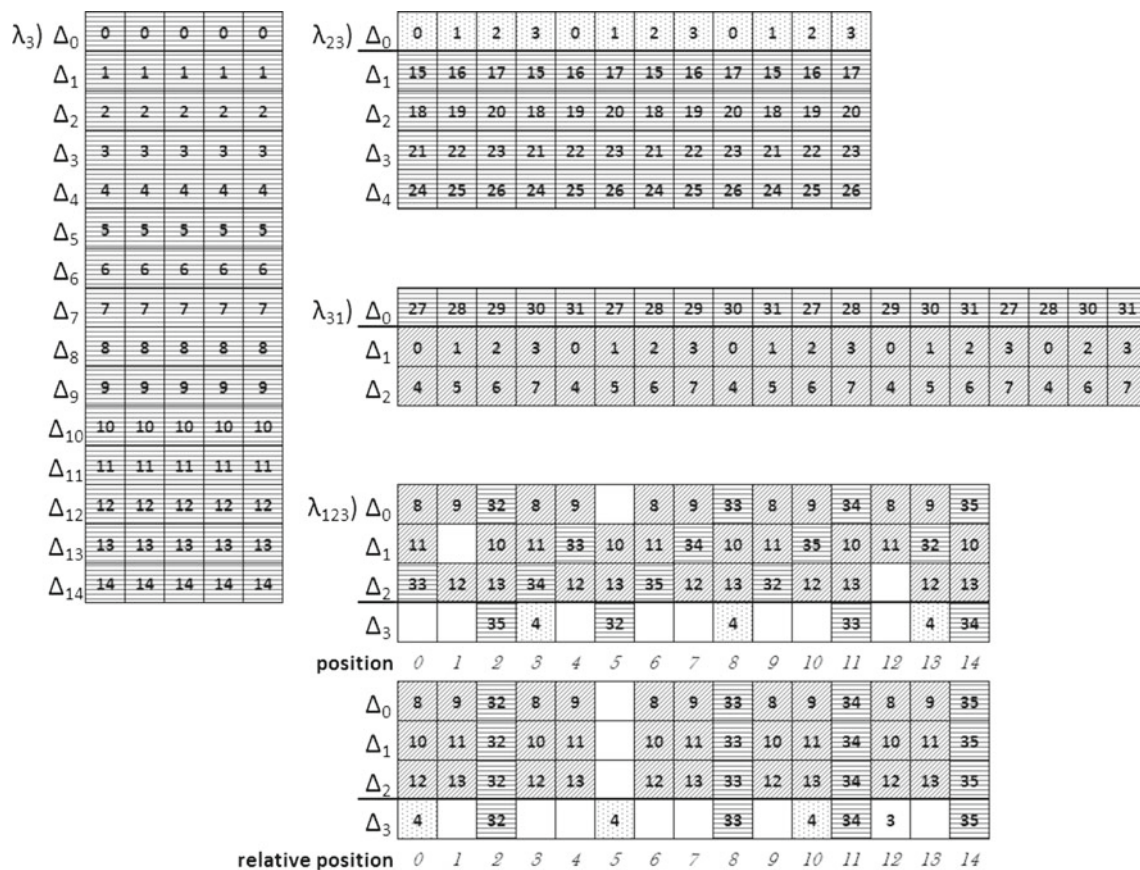 λ3) Δ0 0 0 0 0 0
Δ1 1 1 1 1 1
Δ2 2 2 2 2 2
Δ3 3 3 3 3 3
Δ4 4 4 4 4 4
Δ5 5 5 5 5 5
Δ6 6 6 6 6 6
Δ7 7 7 7 7 7
Δ8 8 8 8 8 8
Δ9 9 9 9 9 9
Δ10 10 10 10 10 10
Δ11 11 11 11 11 11
Δ12 12 12 12 12 12
Δ13 13 13 13 13 13
Δ14 14 14 14 14 14
λ23) Δ0 0 1 2 3 0 1 2 3 0 1 2 3
Δ1 15 16 17 15 16 17 15 16 17 15 16 17
Δ2 18 19 20 18 19 20 18 19 20 18 19 20
Δ3 21 22 23 21 22 23 21 22 23 21 22 23
Δ4 24 25 26 24 25 26 24 25 26 24 25 26
λ31) Δ0 27 28 29 30 31 27 28 29 30 31 27 28 29 30 31 27 28 30 31
Δ1 0 1 2 3 0 1 2 3 0 1 2 3 0 1 2 3 0 2 3
Δ2 4 5 6 7 4 5 6 7 4 5 6 7 4 5 6 7 4 6 7
λ123) Δ0 8 9 32 8 9 8 9 33 8 9 34 8 9 35
Δ1 11 10 11 33 10 11 34 10 11 35 10 11 32 10
Δ2 33 12 13 34 12 13 35 12 13 32 12 13 12 13
Δ3 35 4 32 4 33 4 34
position 0 1 2 3 4 5 6 7 8 9 10 11 12 13 14
Δ0 8 9 32 8 9 8 9 33 8 9 34 8 9 35
Δ1 10 11 32 10 11 10 11 33 10 11 34 10 11 35
Δ2 12 13 32 12 13 12 13 33 12 13 34 12 13 35
Δ3 4 32 4 33 4 34 3 35
relative position 0 1 2 3 4 5 6 7 8 9 10 11 12 13 14